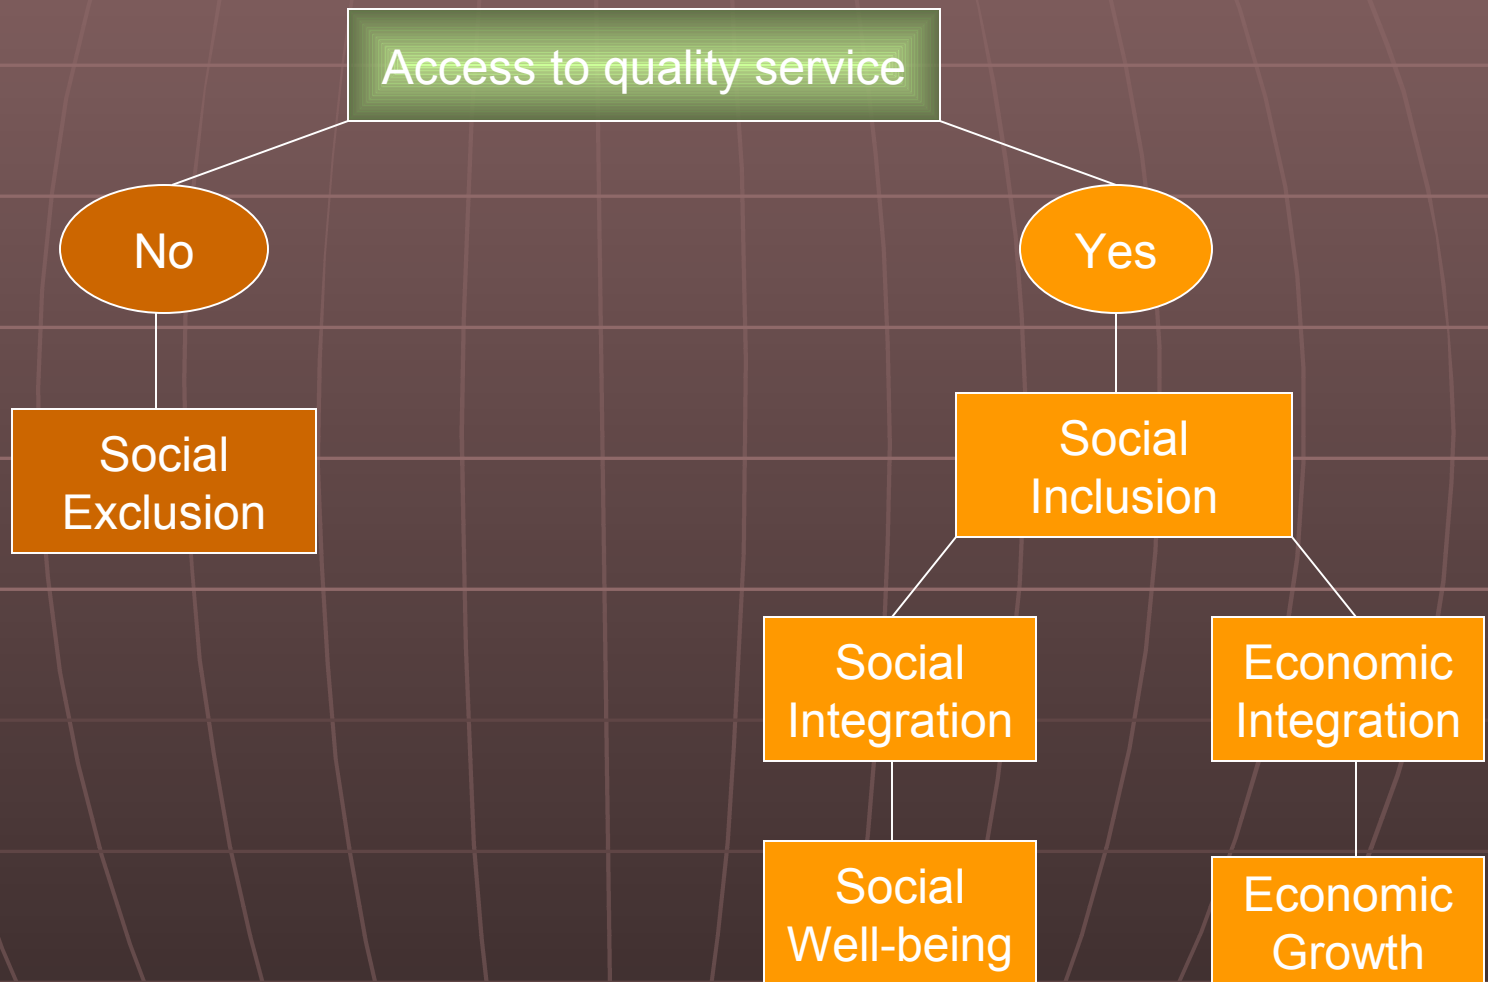 Access to quality service
No
Yes
Social
Exclusion
Social
Inclusion
Social
Integration
Economic
Integration
Social
Well-being
Economic
Growth